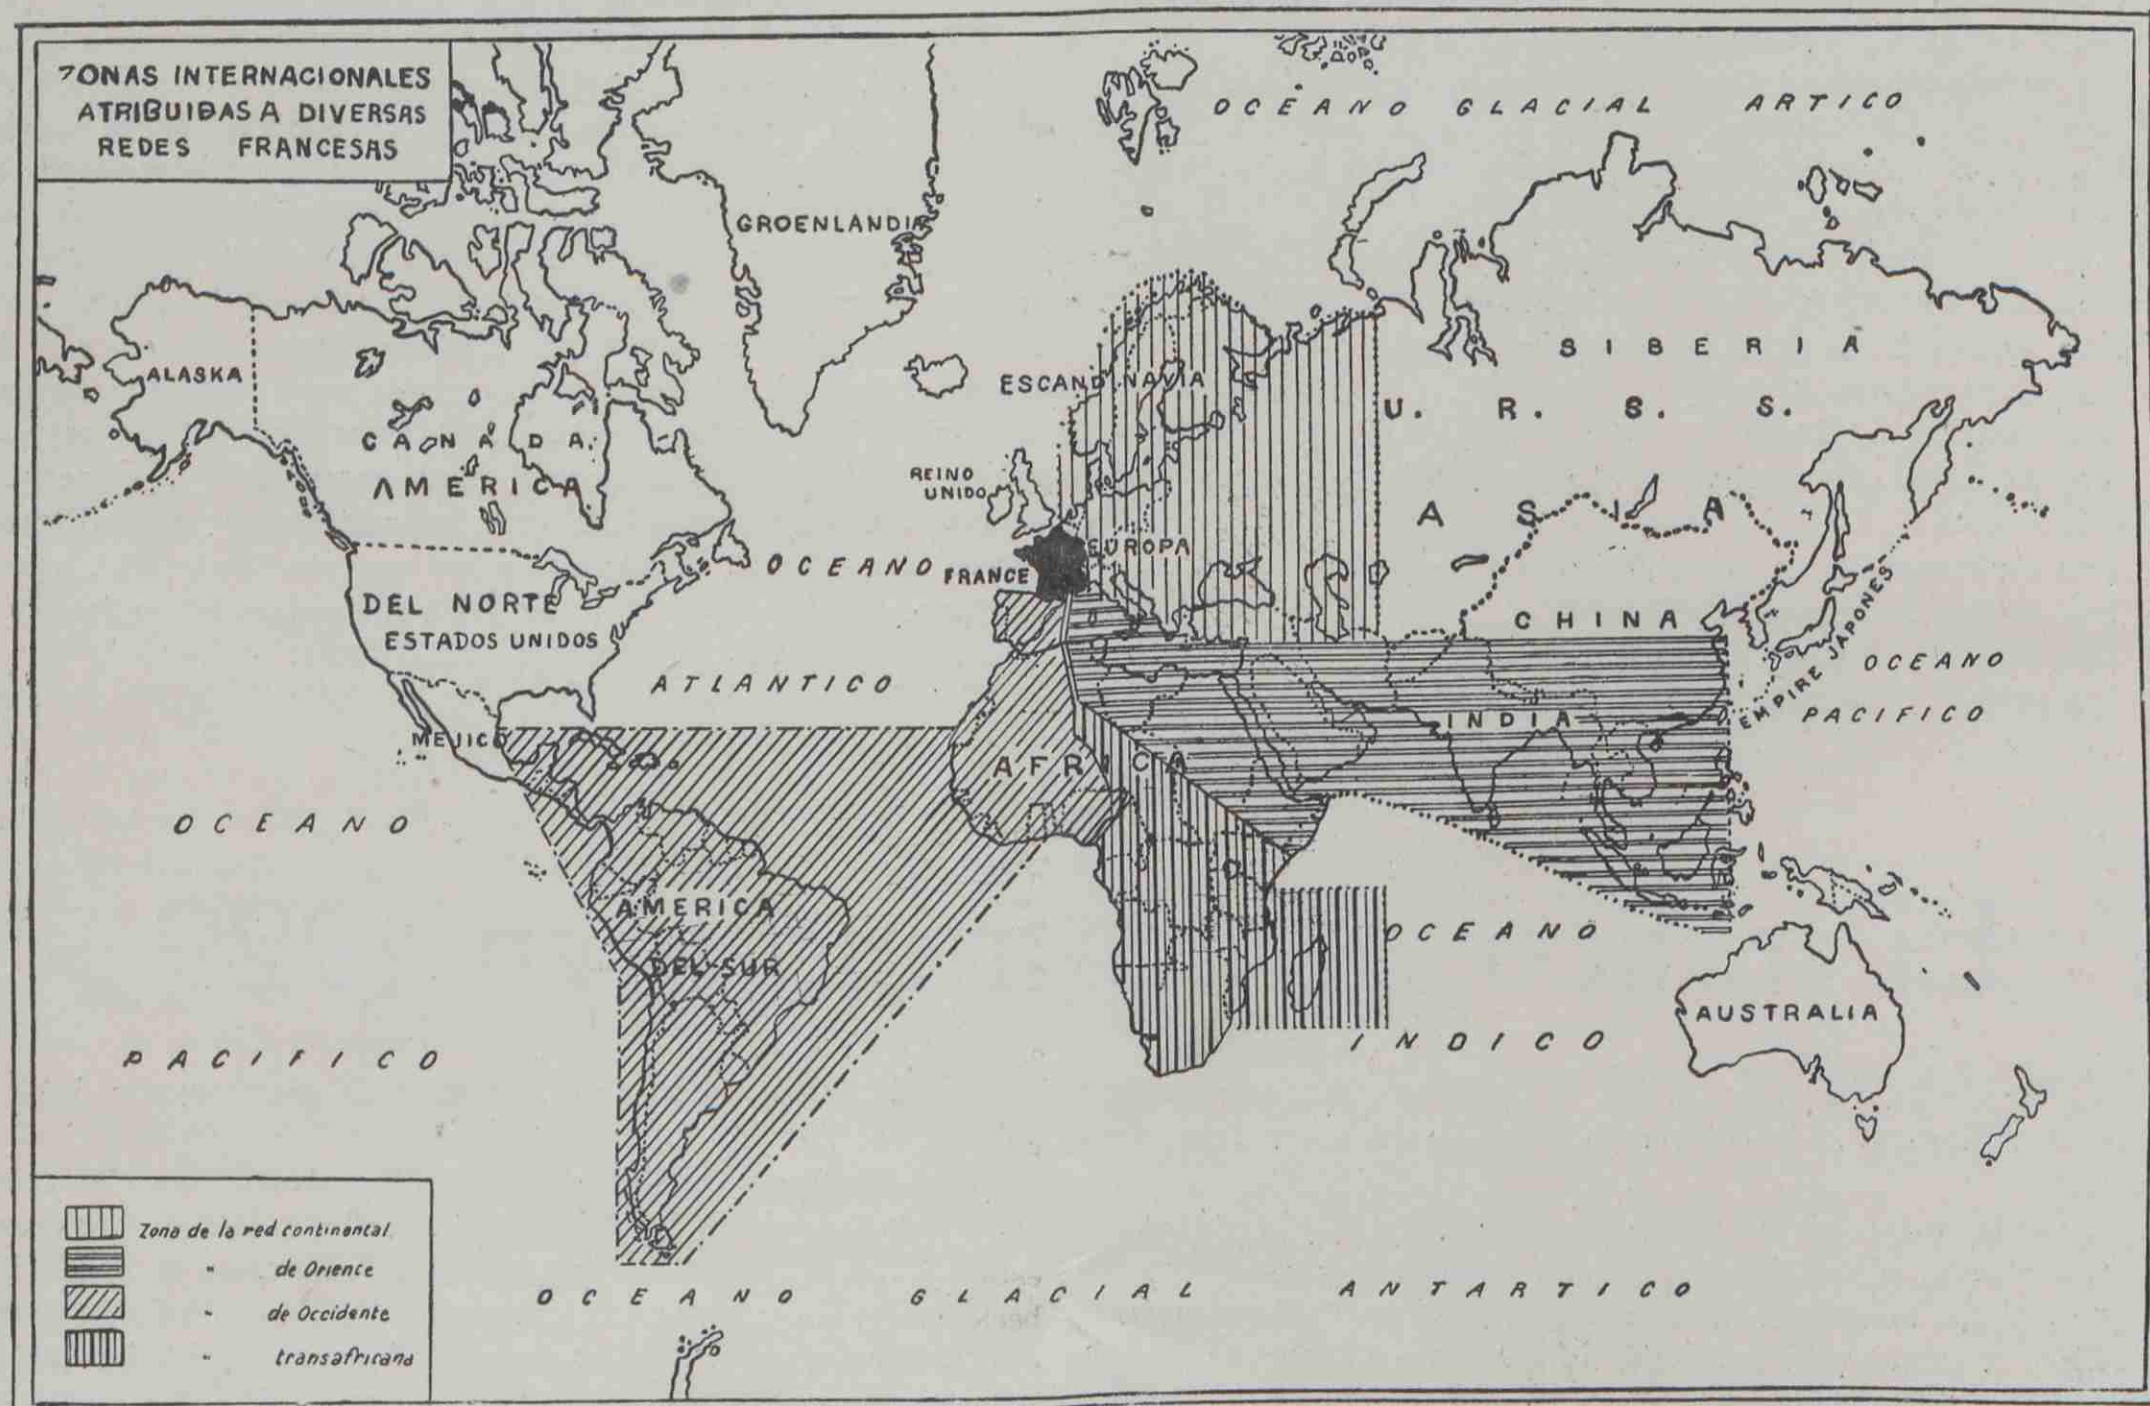 ZONAS INTERNACIONALES
ATRIBUIDAS A DIVERSAS
REDES FRANCESAS
OCÉANO GLACIAL ARTICO
GROENLANDIA
SIBERIA
ALASKA
ESCANDINAVIA
U. R. S. S.
CANADA
AMERICA
REINO
UNIDO
ASIA
EUROPA
OCEANO
FRANCE
DEL NORTE
ESTADOS UNIDOS
CHINA
EMPIRE JAPONES
OCEANO
PACIFICO
ATLANTICO
INDIA
MEJICO
AFRICA
OCEANO
PACIFICO
AMERICA
DEL SUR
OCEANO
INDICO
AUSTRALIA
Zona de la red continental
" de Oriente
" de Occidente
" transafricana
OCEANO GLACIAL ANTARTICO